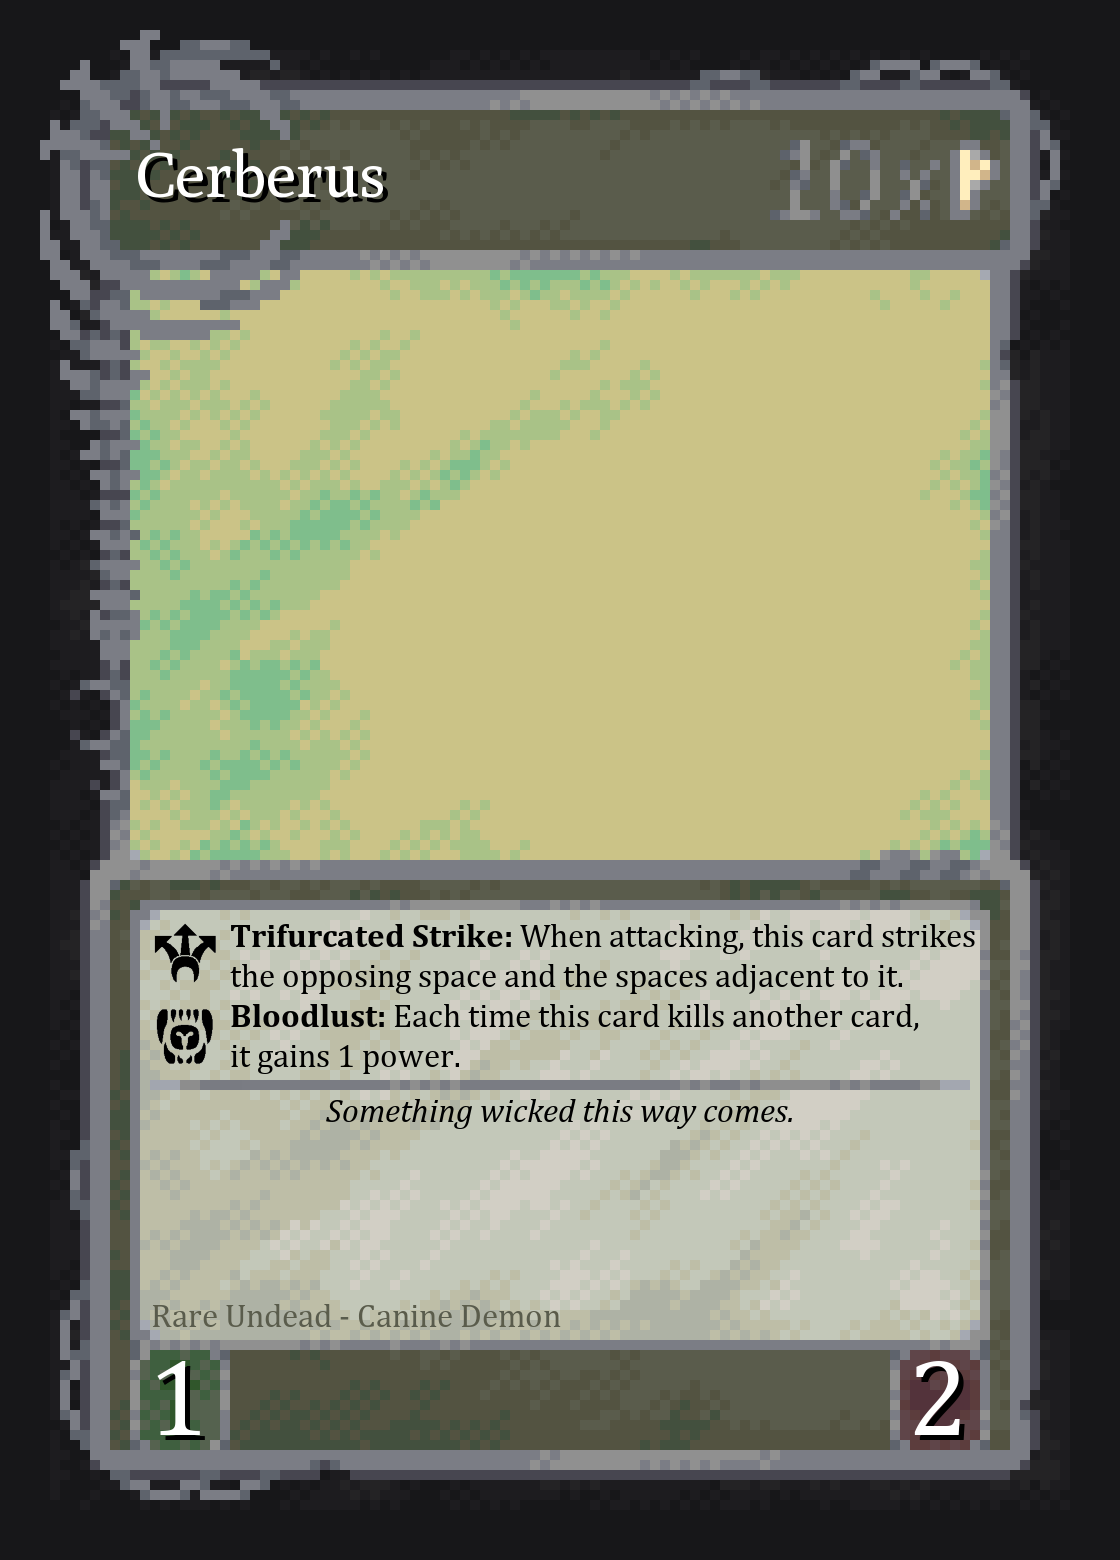 Cerberus 10x
Trifurcated Strike: When attacking, this card strikes
the opposing space and the spaces adjacent to it.
Bloodlust: Each time this card kills another card,
it gains 1 power.
Something wicked this way comes.
Rare Undead - Canine Demon
1 2